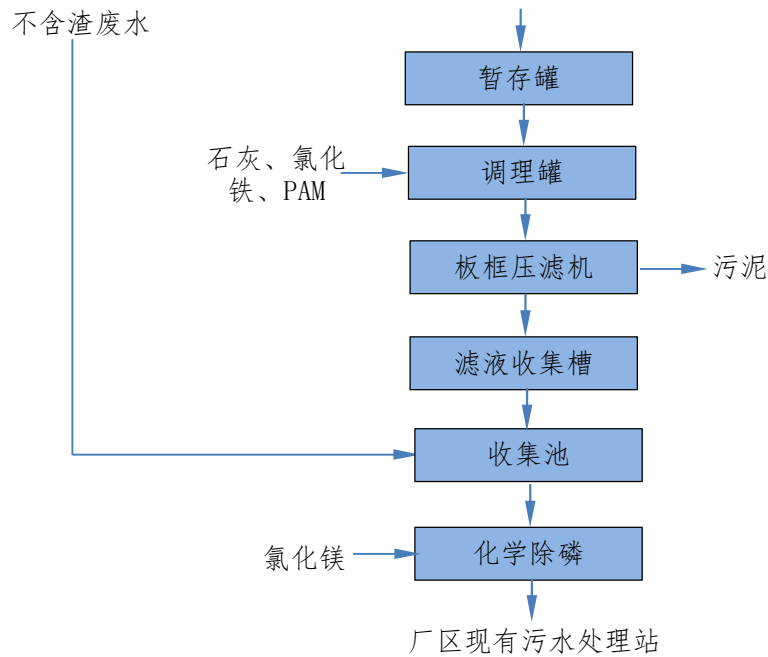 不含渣废水
暂存罐
石灰、氯化
铁、PAM
调理罐
板框压滤机
污泥
滤液收集槽
收集池
氯化镁
化学除磷
厂区现有污水处理站